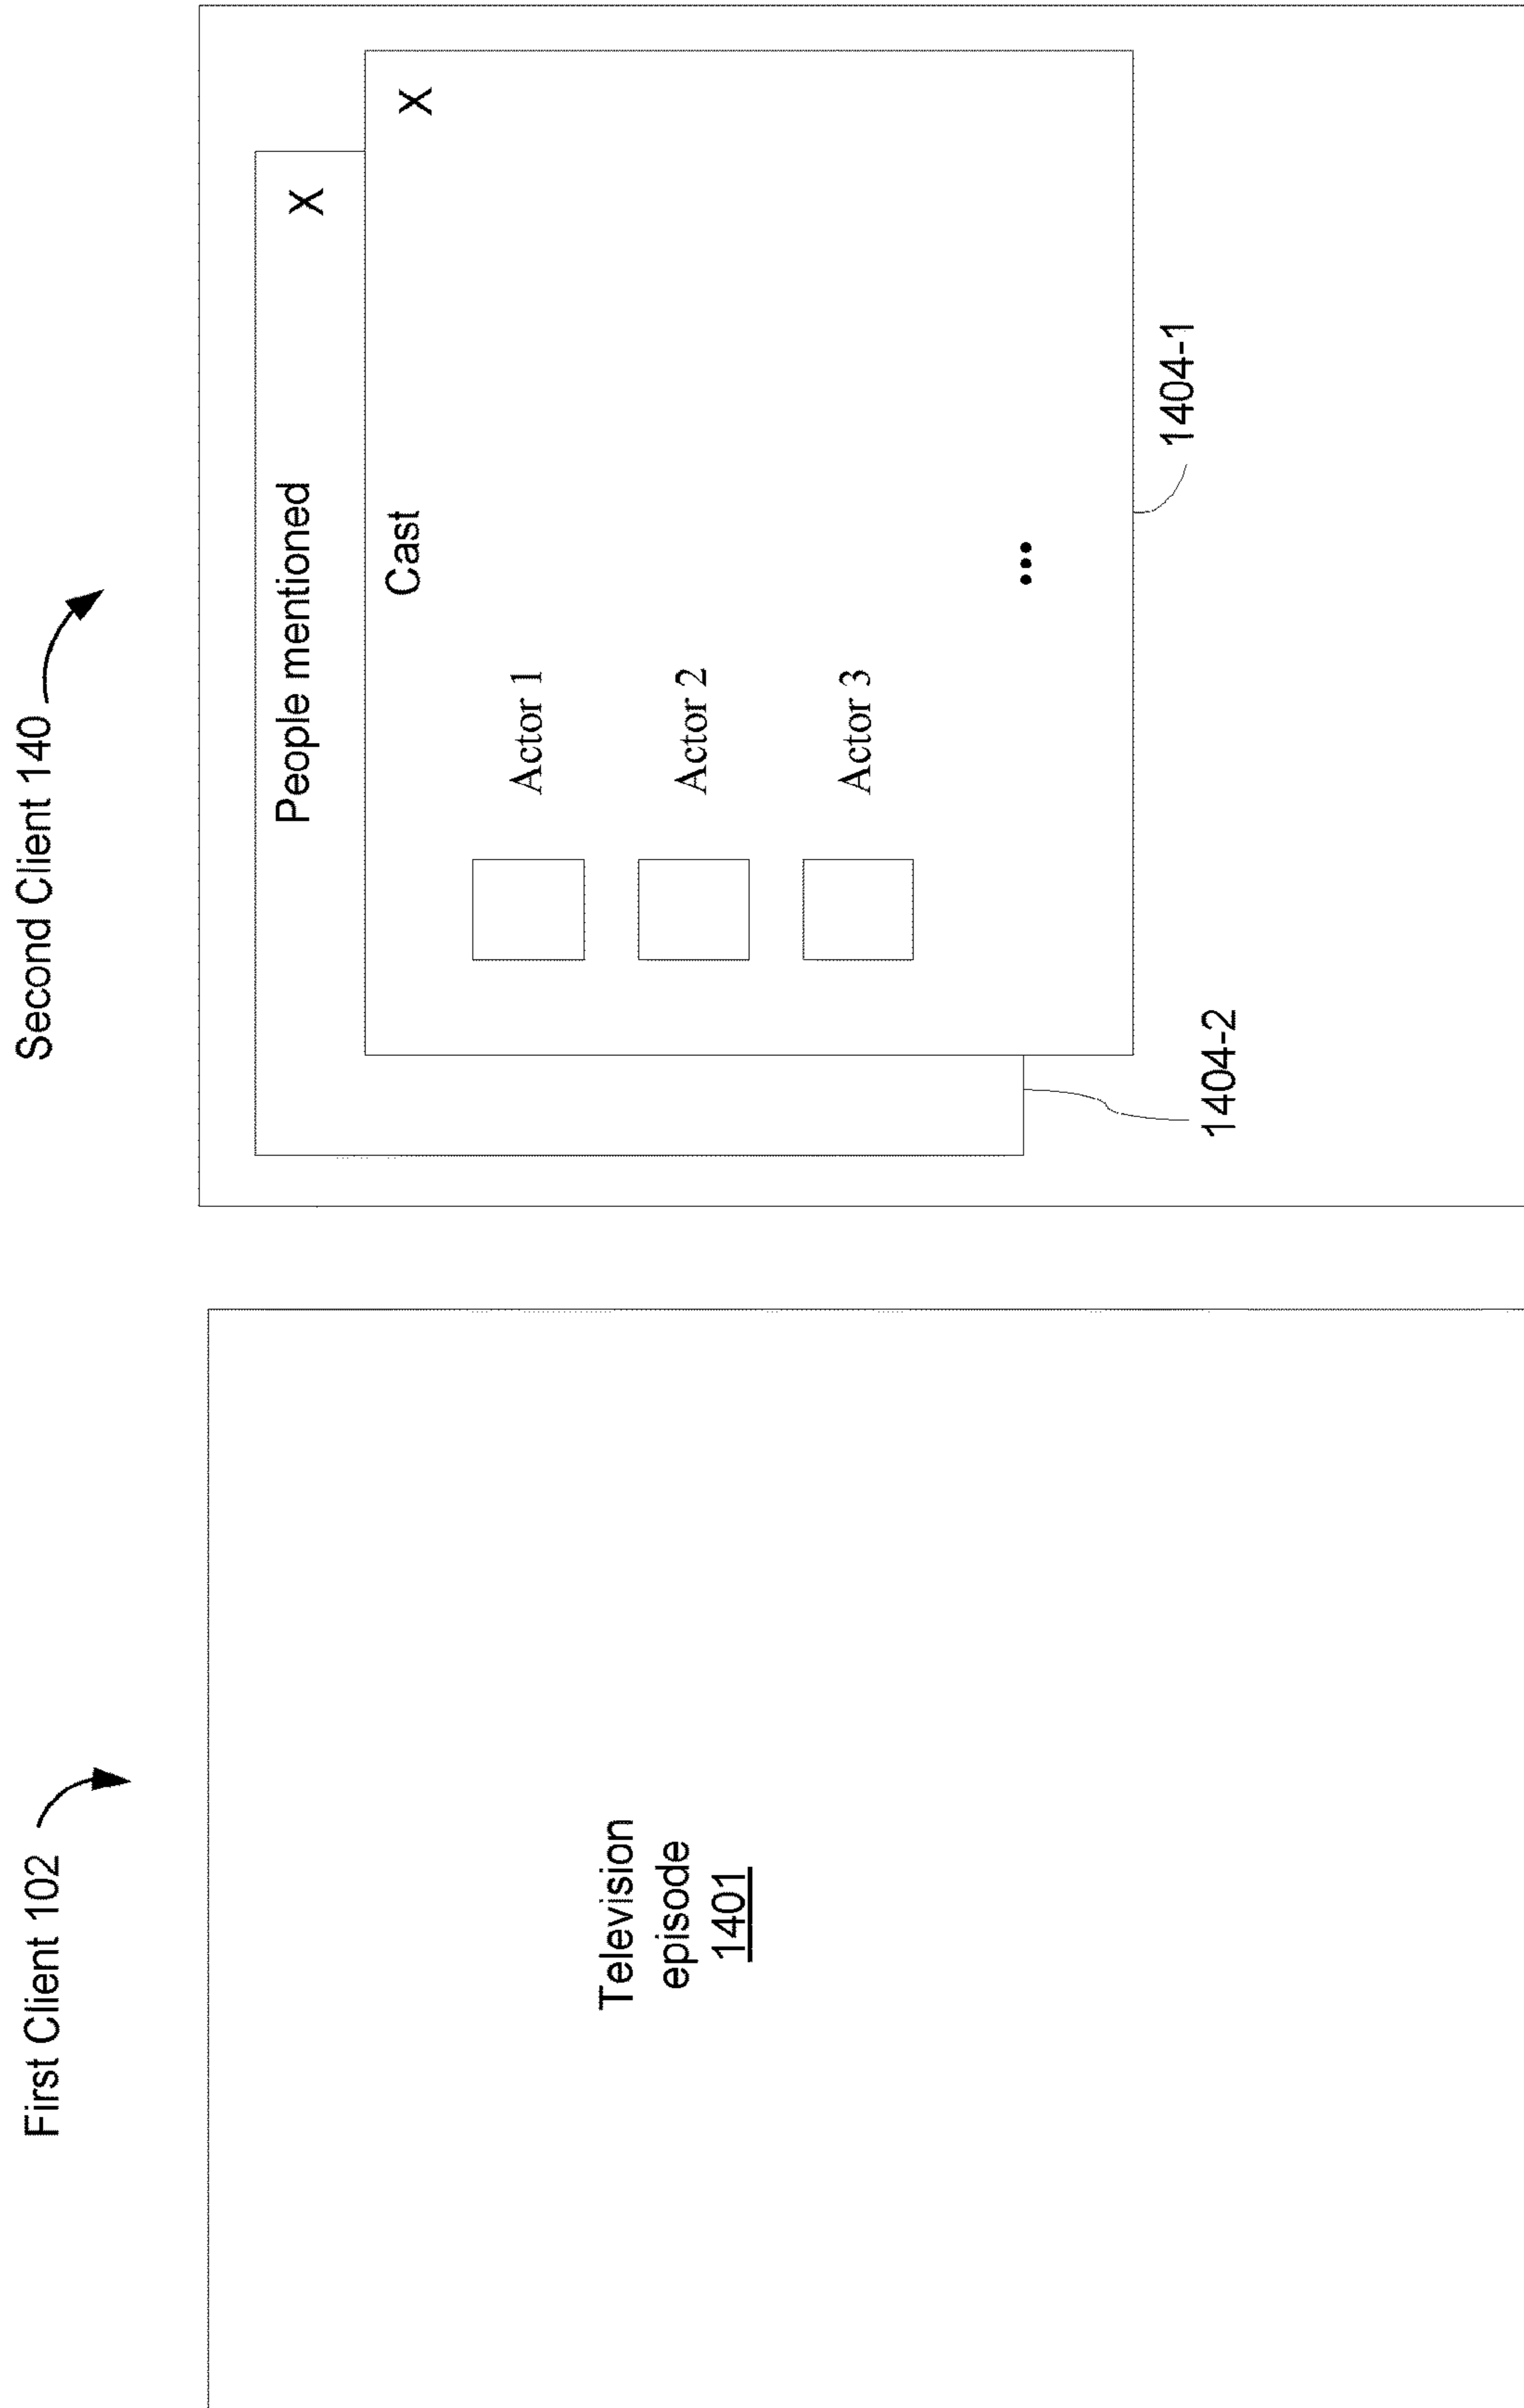 First Client 102
Television
episode
1401
Second Client 140
People mentioned
X
Cast
X
Actor 1
Actor 2
Actor 3
...
1404-1
1404-2